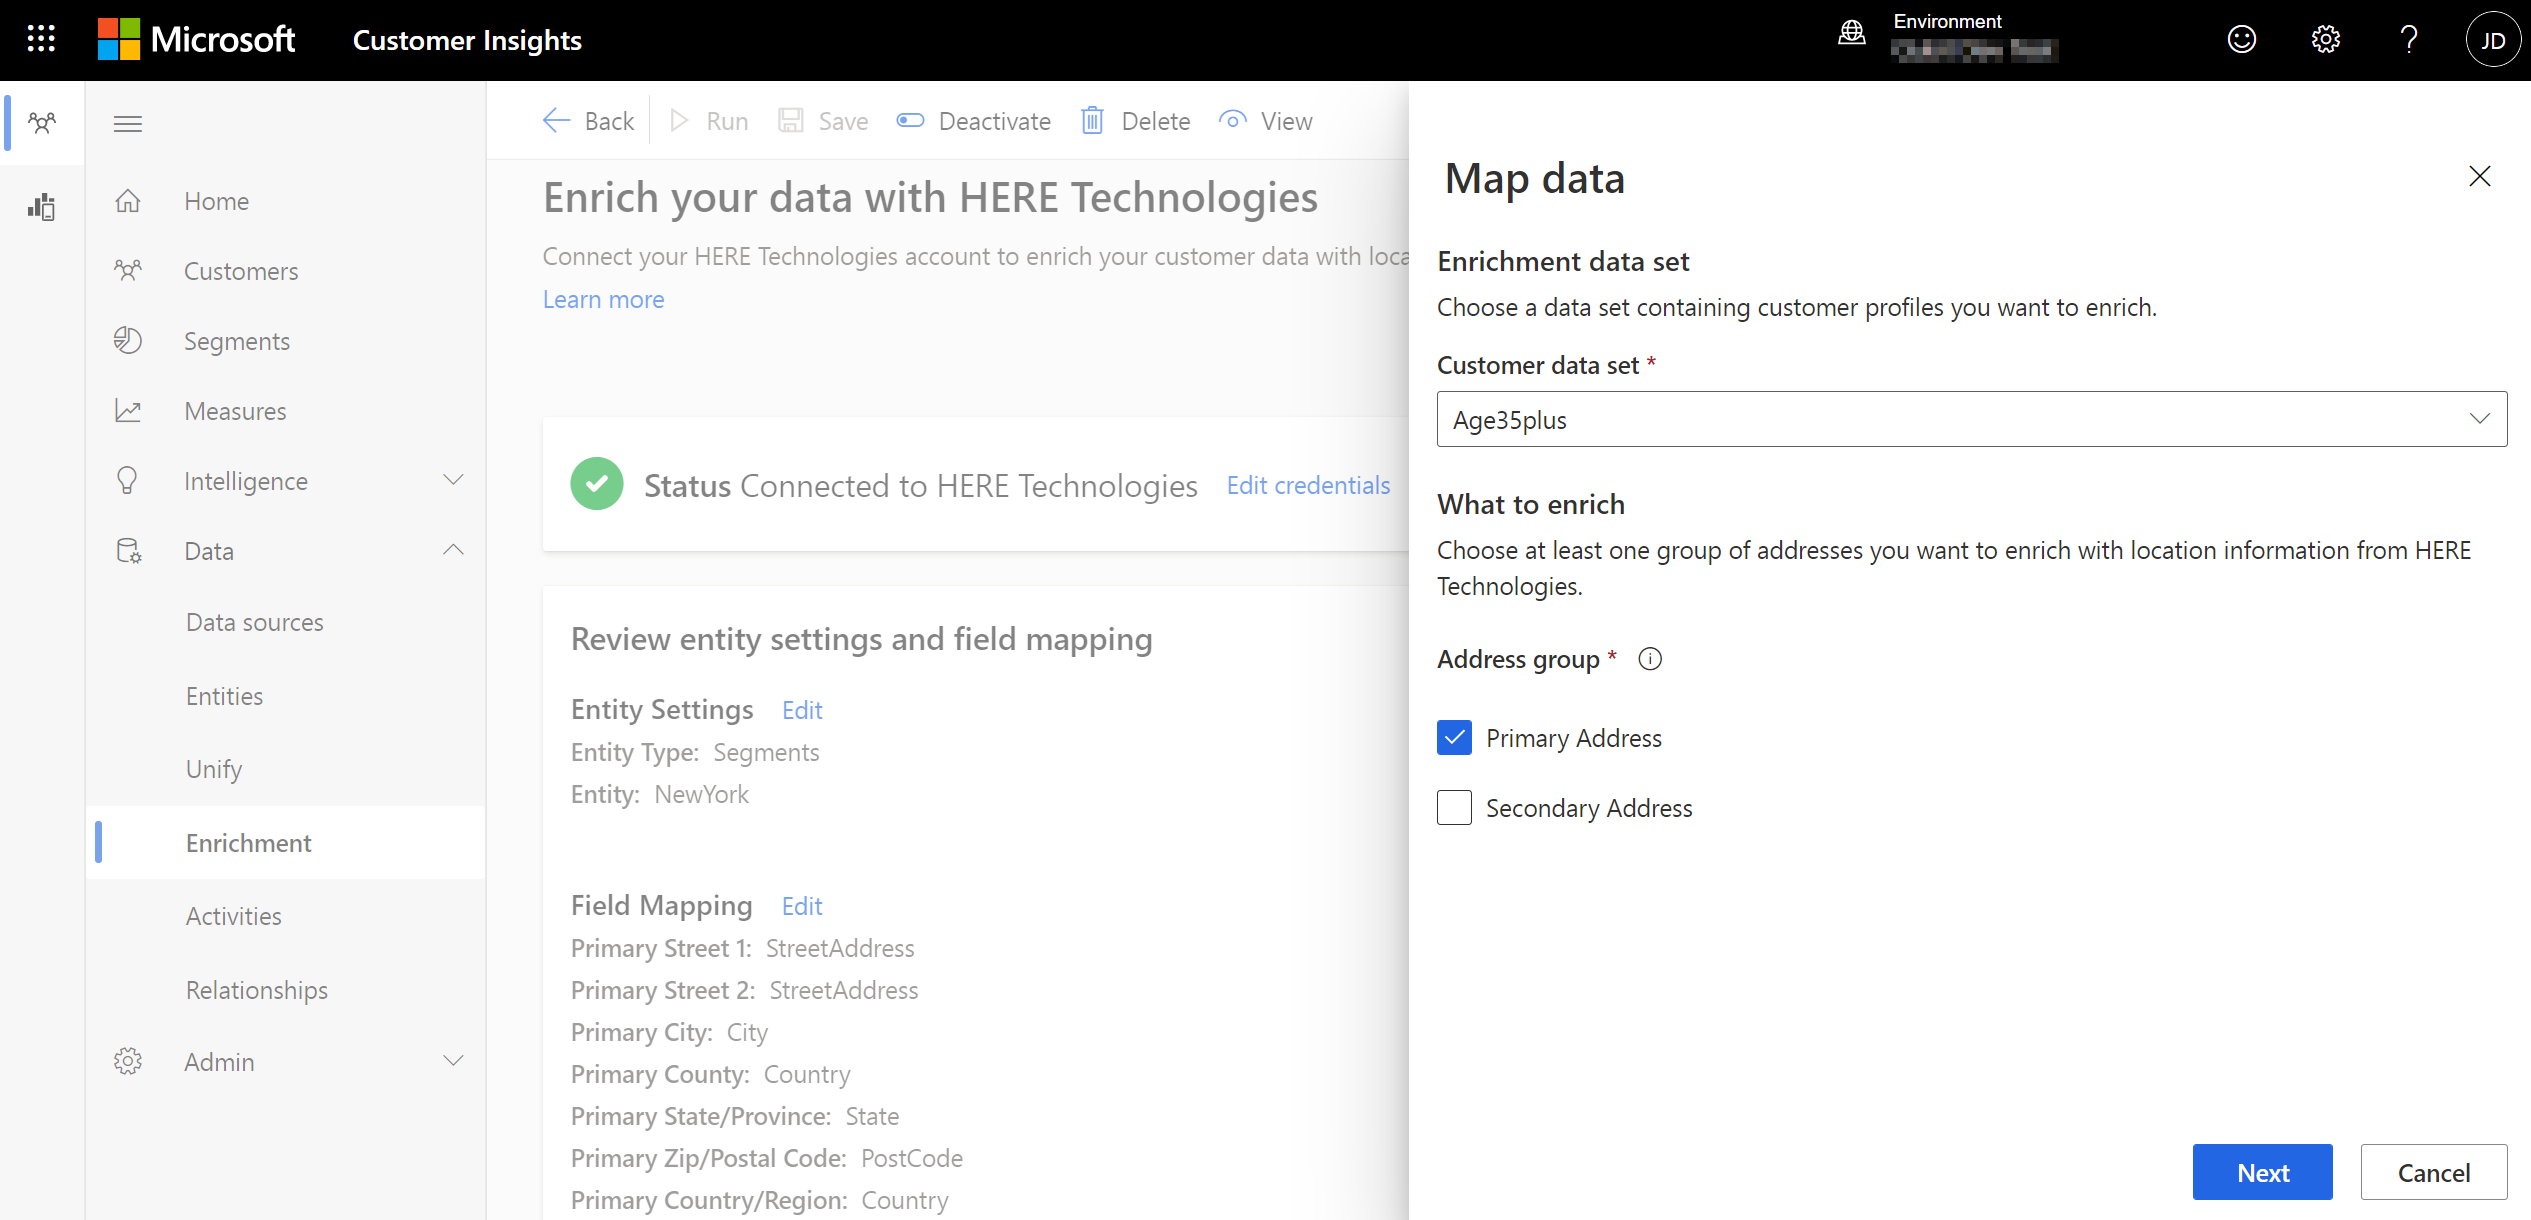 Microsoft
Customer Insights
Environment
JD
Home
Customers
Segments
Measures
Intelligence
Data
Data sources
Entities
Unify
Enrichment
Activities
Relationships
Admin
Back
Run
Save
Deactivate
Delete
View
Enrich your data with HERE Technologies
Connect your HERE Technologies account to enrich your customer data with loca
Learn more
Status Connected to HERE Technologies Edit credentials
Review entity settings and field mapping
Entity Settings Edit
Entity Type: Segments
Entity: NewYork
Field Mapping Edit
Primary Street 1: StreetAddress
Primary Street 2: StreetAddress
Primary City: City
Primary County: Country
Primary State/Province: State
Primary Zip/Postal Code: PostCode
Primary Country/Region: Country
Map data
Enrichment data set
Choose a data set containing customer profiles you want to enrich.
Customer data set *
Age35plus
What to enrich
Choose at least one group of addresses you want to enrich with location information from HERE
Technologies.
Address group *
Primary Address
Secondary Address
Next
Cancel